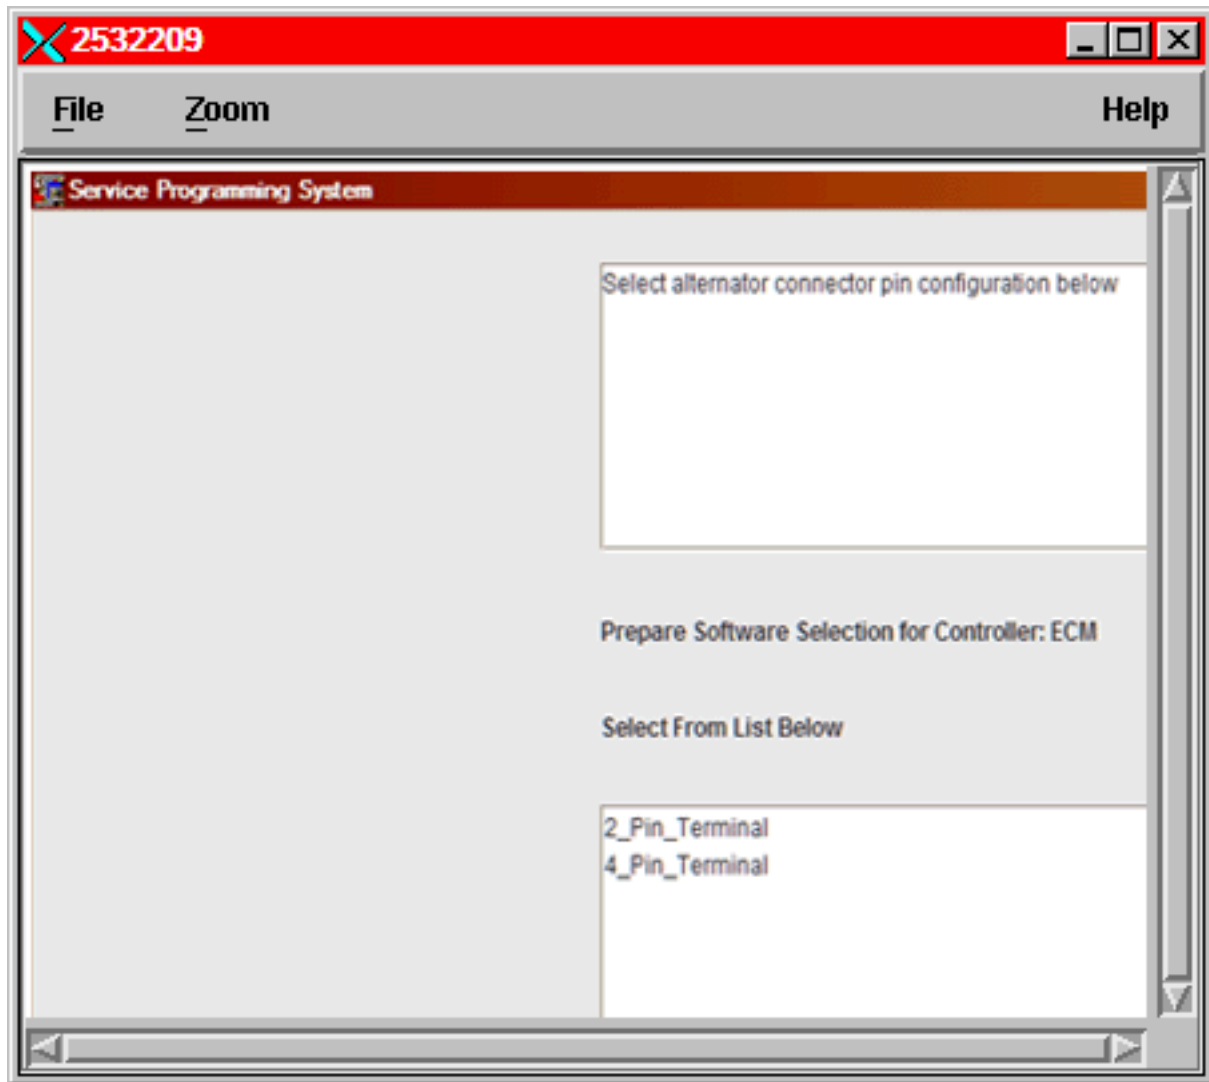 2532209
File Zoom Help
Service Programming System
Select alternator connector pin configuration below
Prepare Software Selection for Controller: ECM
Select From List Below
2_Pin_Terminal
4_Pin_Terminal